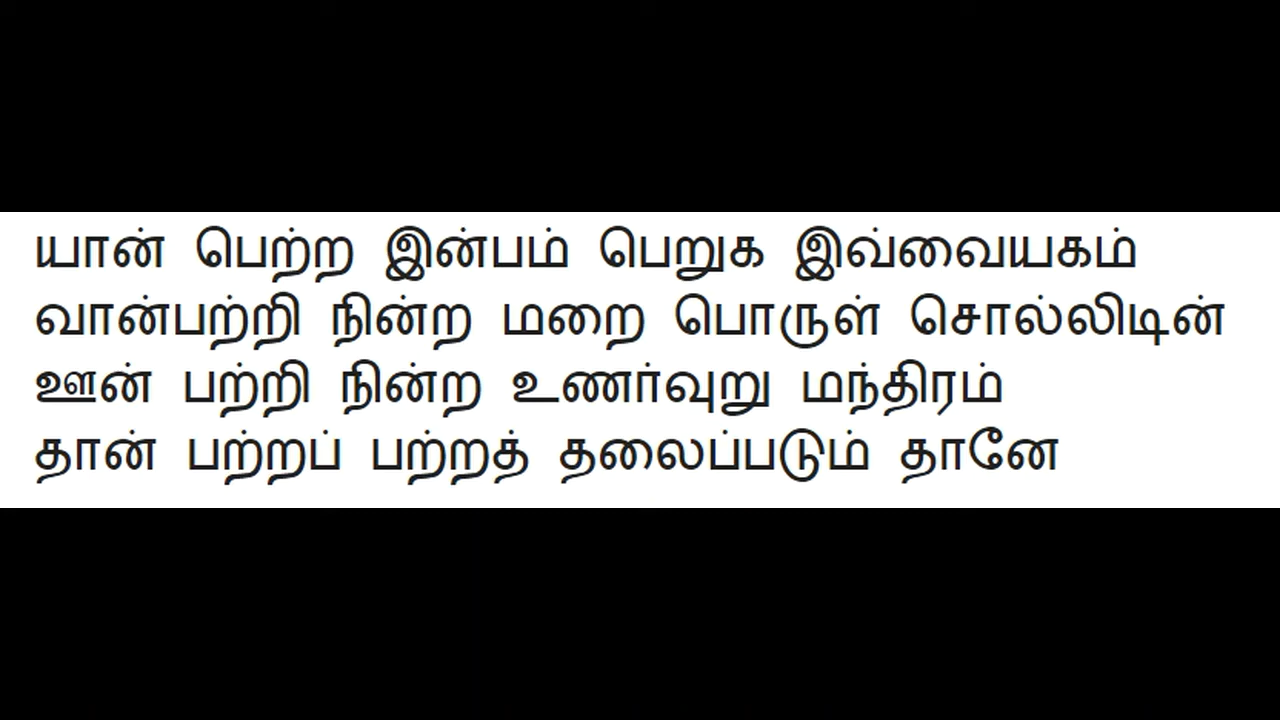 யான் பெற்ற இன்பம் பெறுக இவ்வையகம்
வான்பற்றி நின்ற மறை பொருள் சொல்லிடின்
ஊன் பற்றி நின்ற உணர்வுறு மந்திரம்
தான் பற்றப் பற்றத் தலைப்படும் தானே